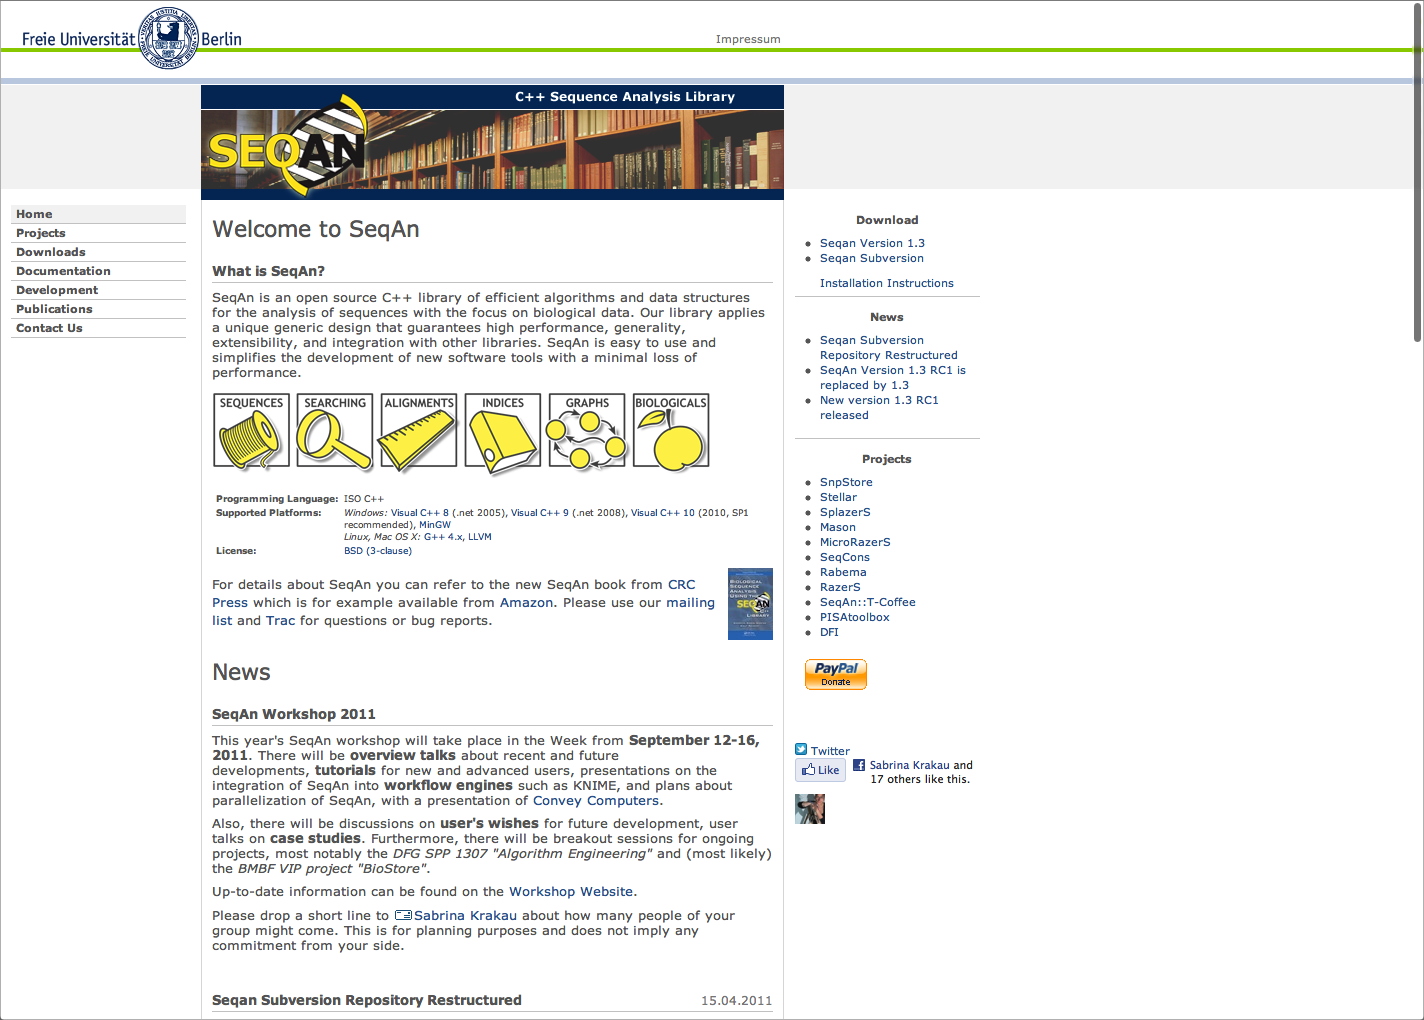 Freie Universität Berlin
Impressum
C++ Sequence Analysis Library
SEQAN
Home
Projects
Downloads
Documentation
Development
Publications
Contact Us
Welcome to SeqAn
What is SeqAn?
SeqAn is an open source C++ library of efficient algorithms and data structures
for the analysis of sequences with the focus on biological data. Our library applies
a unique generic design that guarantees high performance, generality,
extensibility, and integration with other libraries. SeqAn is easy to use and
simplifies the development of new software tools with a minimal loss of
performance.
SEQUENCES SEARCHING ALIGNMENTS INDICES GRAPHS BIOLOGICALS
Programming Language: ISO C++
Supported Platforms: Windows: Visual C++ 8 (.net 2005), Visual C++ 9 (.net 2008), Visual C++ 10 (2010, SP1
recommended), MinGW
Linux, Mac OS X: G++ 4.x, LLVM
License: BSD (3-clause)
For details about SeqAn you can refer to the new SeqAn book from CRC
Press which is for example available from Amazon. Please use our mailing
list and Trac for questions or bug reports.
BIOLOGICAL
SEQUENCE
ANALYSIS
USING THE
SEQAN
C++
LIBRARY
News
SeqAn Workshop 2011
This year's SeqAn workshop will take place in the Week from September 12-16,
2011. There will be overview talks about recent and future
developments, tutorials for new and advanced users, presentations on the
integration of SeqAn into workflow engines such as KNIME, and plans about
parallelization of SeqAn, with a presentation of Convey Computers.
Also, there will be discussions on user's wishes for future development, user
talks on case studies. Furthermore, there will be breakout sessions for ongoing
projects, most notably the DFG SPP 1307 "Algorithm Engineering" and (most likely)
the BMBF VIP project "BioStore".
Up-to-date information can be found on the Workshop Website.
Please drop a short line to Sabrina Krakau about how many people of your
group might come. This is for planning purposes and does not imply any
commitment from your side.
Seqan Subversion Repository Restructured 15.04.2011
Download
Seqan Version 1.3
Seqan Subversion
Installation Instructions
News
Seqan Subversion
Repository Restructured
SeqAn Version 1.3 RC1 is
replaced by 1.3
New version 1.3 RC1
released
Projects
SnpStore
Stellar
SplazerS
Mason
MicroRazerS
SeqCons
Rabema
RazerS
SeqAn::T-Coffee
PISAtoolbox
DFI
PayPal
Donate
Twitter
Like Sabrina Krakau and
17 others like this.